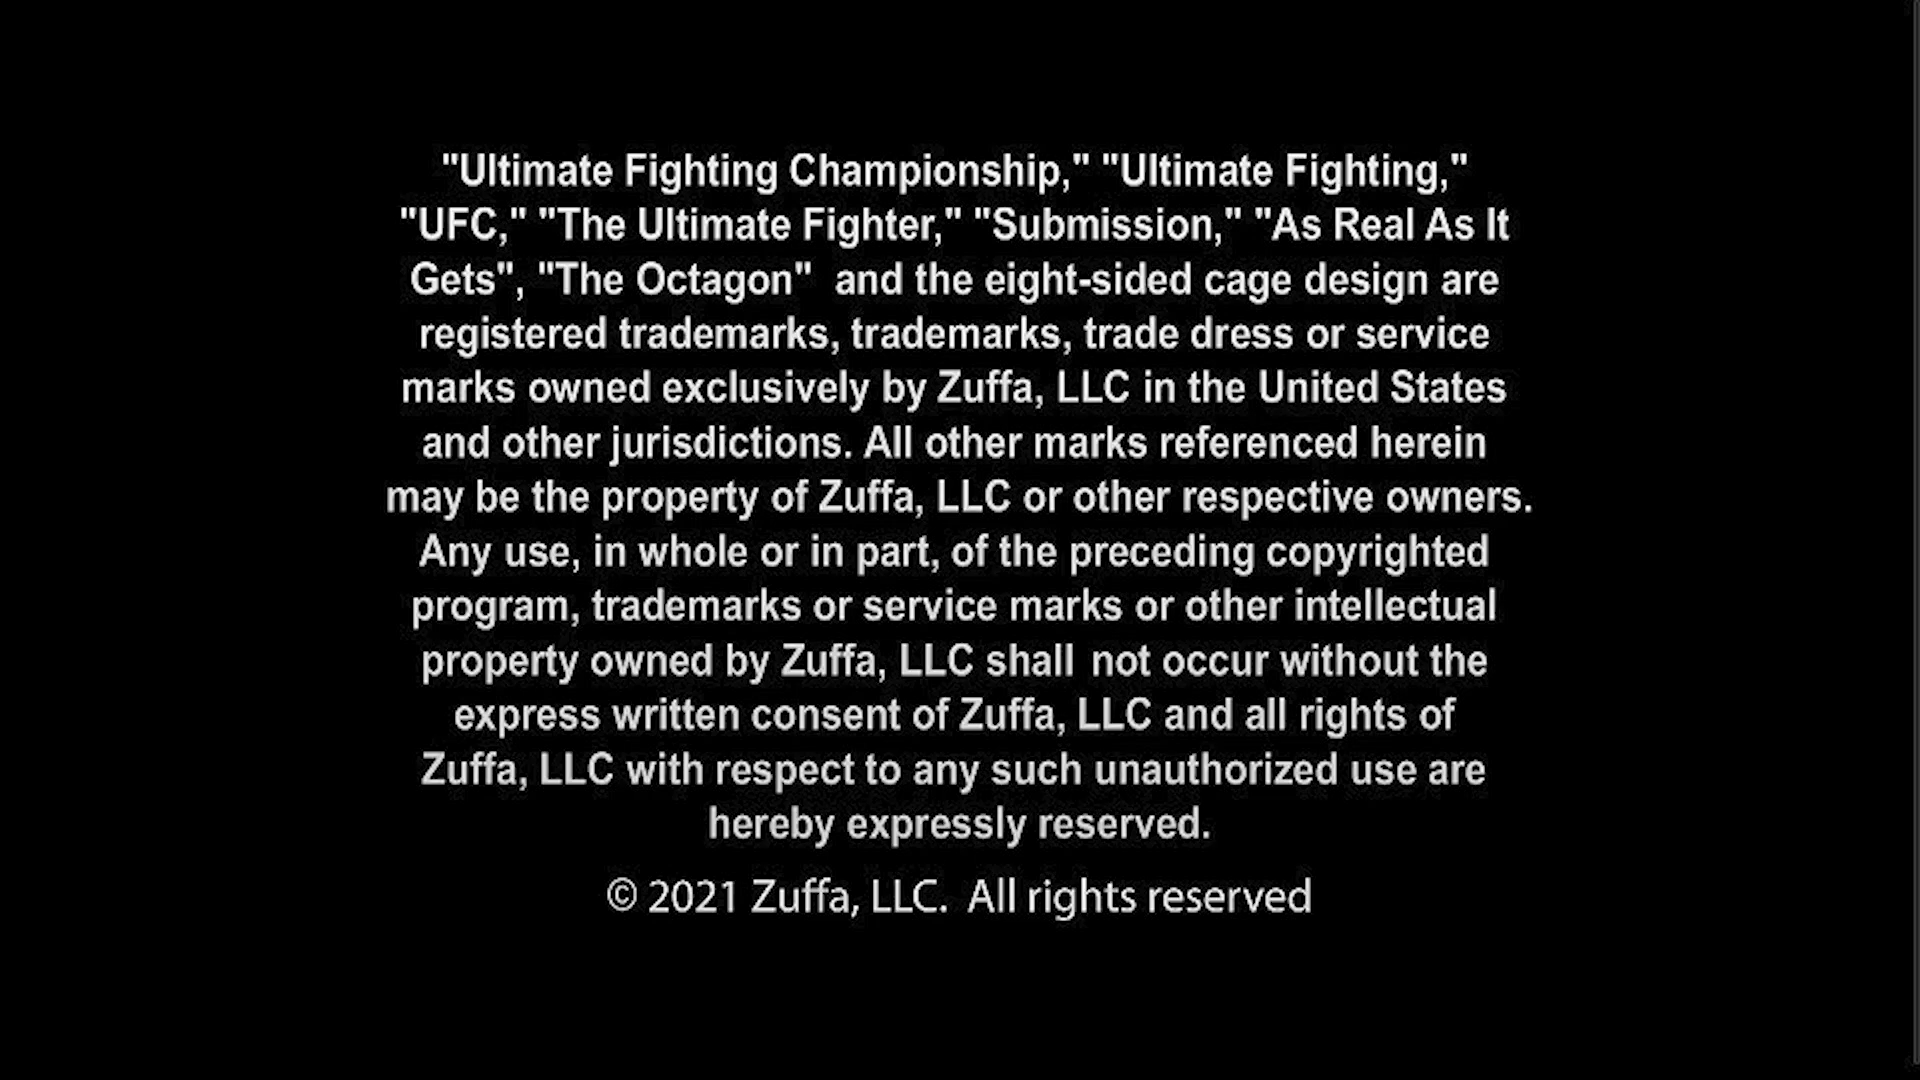 "Ultimate Fighting Championship," "Ultimate Fighting,"
"UFC," "The Ultimate Fighter," "Submission," "As Real As It
Gets", "The Octagon"  and the eight-sided cage design are
registered trademarks, trademarks, trade dress or service
marks owned exclusively by Zuffa, LLC in the United States
and other jurisdictions. All other marks referenced herein
may be the property of Zuffa, LLC or other respective owners.
Any use, in whole or in part, of the preceding copyrighted
program, trademarks or service marks or other intellectual
property owned by Zuffa, LLC shall not occur without the
express written consent of Zuffa, LLC and all rights of
Zuffa, LLC with respect to any such unauthorized use are
hereby expressly reserved.
© 2021 Zuffa, LLC.  All rights reserved